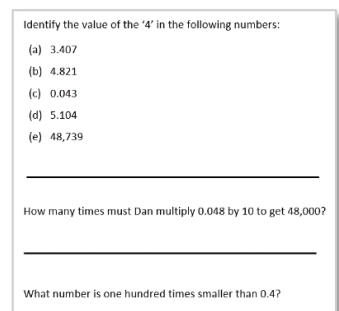 Identify the value of the ‘4’ in the following numbers:
(a) 3.407
(b) 4.821
(c) 0.043
(d) 5.104
(e) 48,739
How many times must Dan multiply 0.048 by 10 to get 48,000?
What number is one hundred times smaller than 0.4?